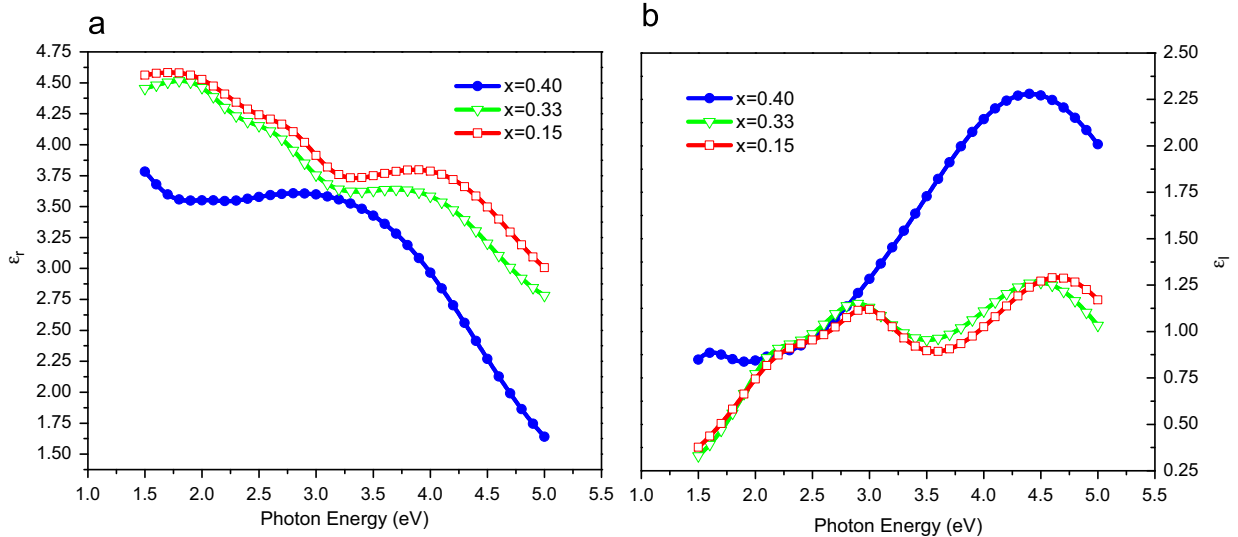 a
4.75
4.50
4.25
4.00
3.75
3.50
3.25
3.00
2.75
2.50
2.25
2.00
1.75
1.50
εr
x=0.40
x=0.33
x=0.15
1.0 1.5 2.0 2.5 3.0 3.5 4.0 4.5 5.0 5.5
Photon Energy (eV)
b
x=0.40
x=0.33
x=0.15
2.50
2.25
2.00
1.75
1.50
1.25
1.00
0.75
0.50
0.25
εI
1.0 1.5 2.0 2.5 3.0 3.5 4.0 4.5 5.0 5.5
Photon Energy (eV)